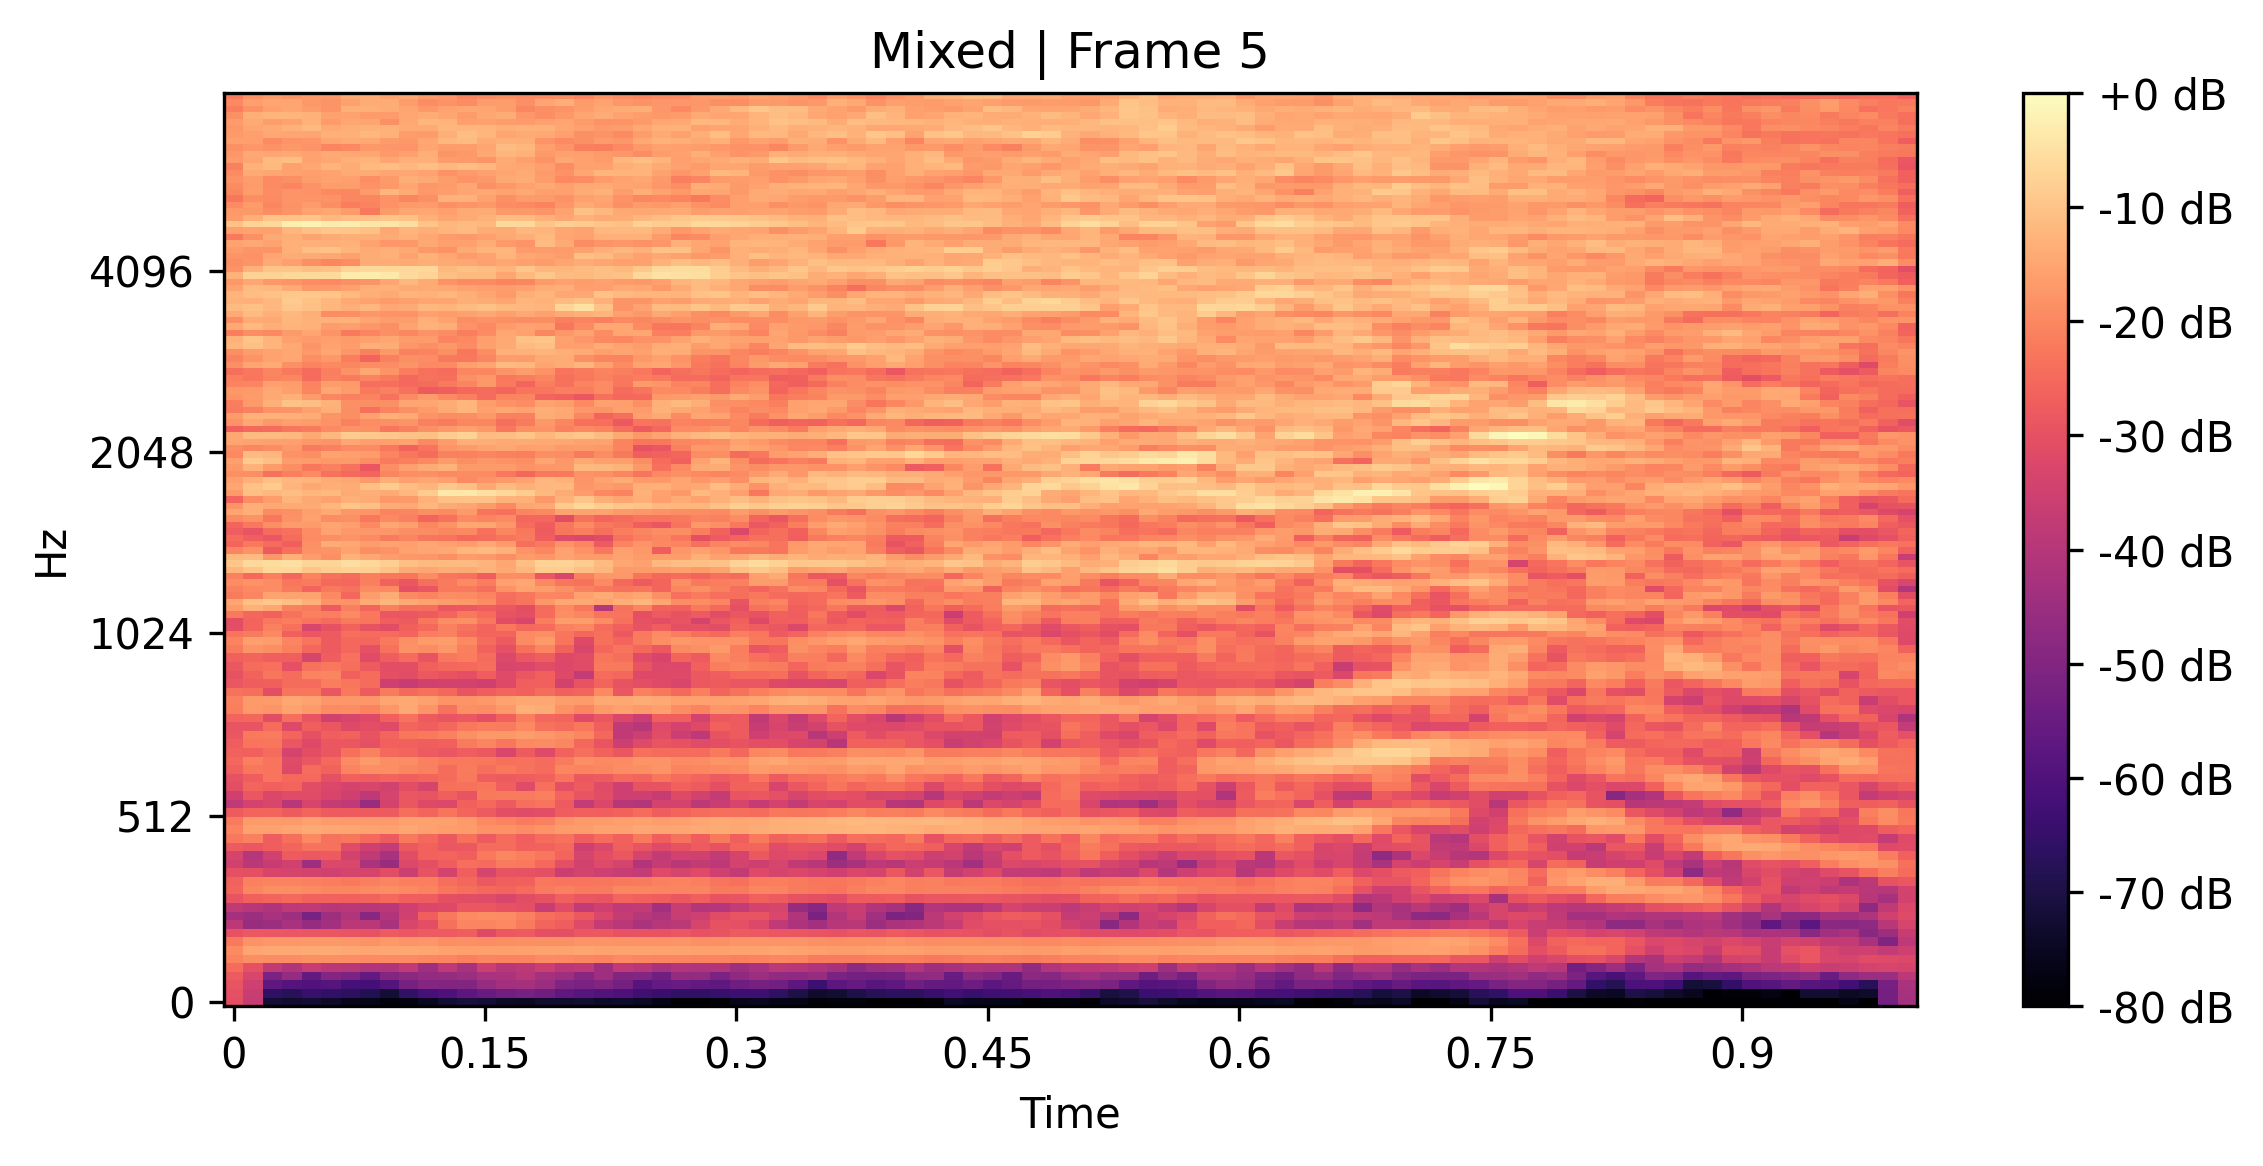 Mixed | Frame 5
+0 dB
-10 dB
-20 dB
-30 dB
-40 dB
-50 dB
-60 dB
-70 dB
-80 dB
4096
2048
1024
512
0
Hz
0 0.15 0.3 0.45 0.6 0.75 0.9
Time